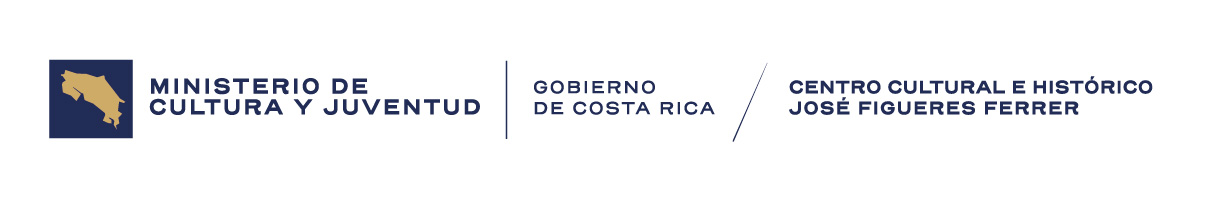 MINISTERIO DE
CULTURA Y JUVENTUD
GOBIERNO
DE COSTA RICA
CENTRO CULTURAL E HISTÓRICO
JOSÉ FIGUERES FERRER